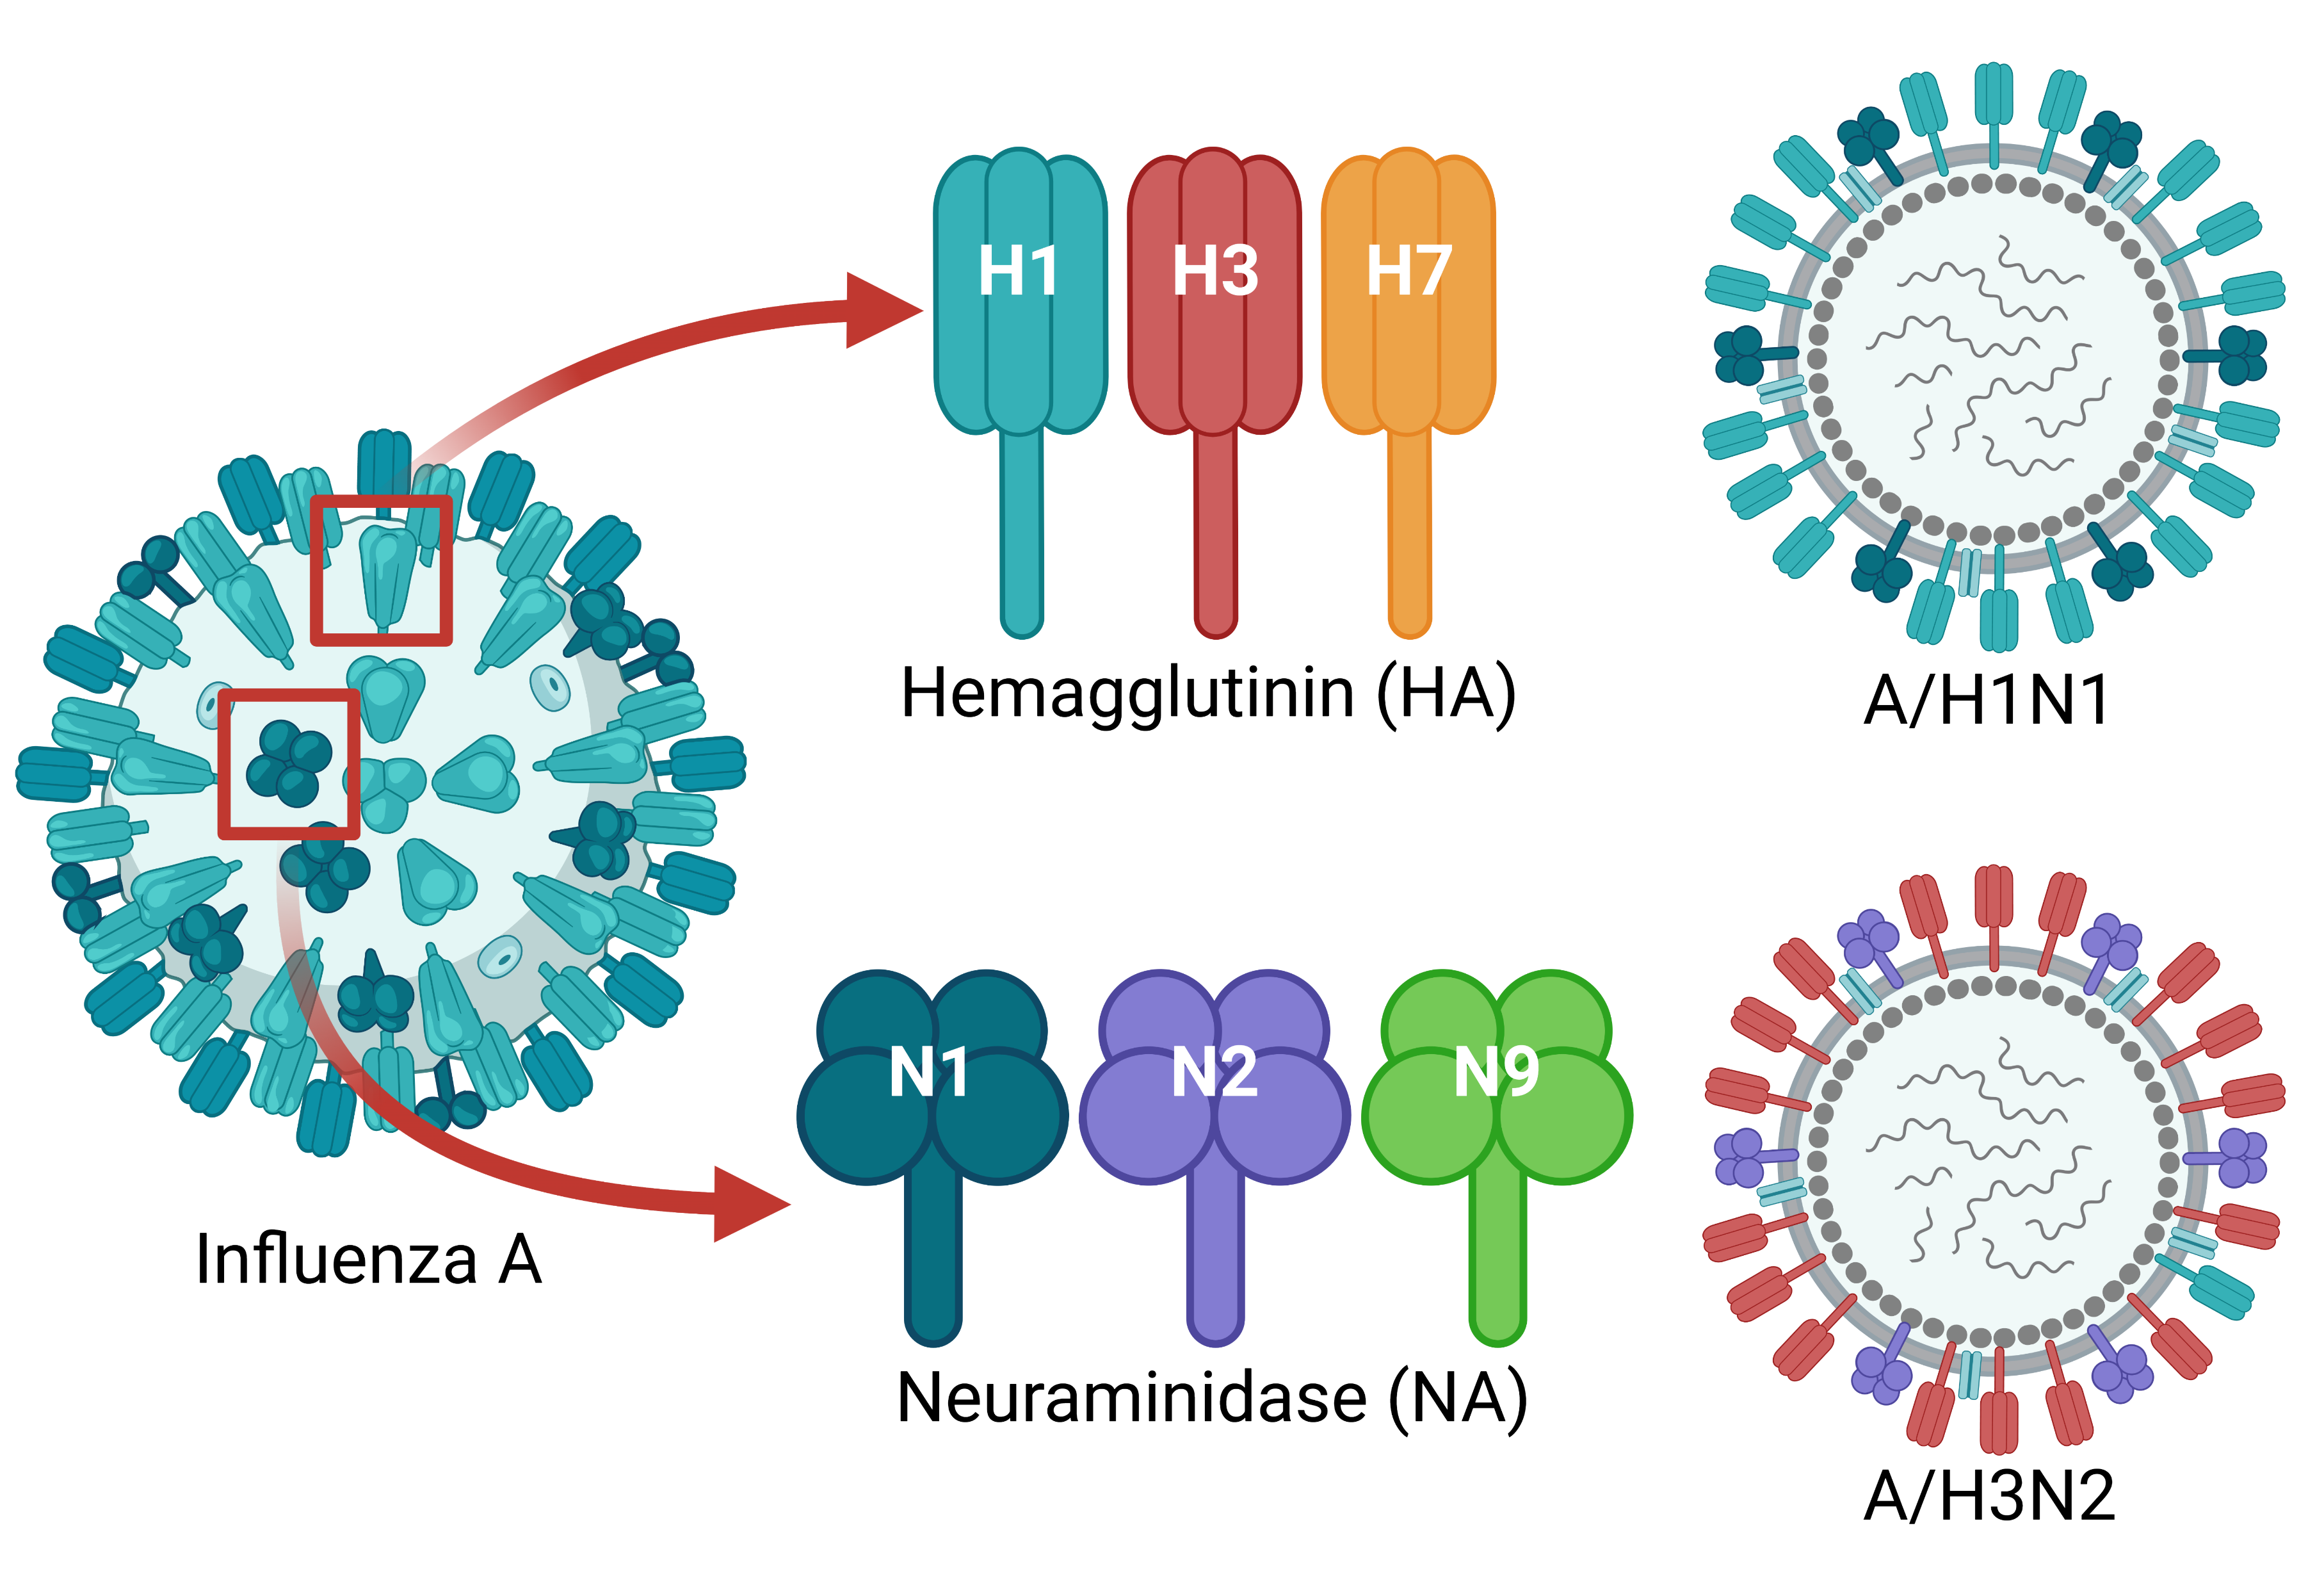 H1
H3
H7
Hemagglutinin (HA)
A/H1N1
Influenza A
N1
N2
N9
Neuraminidase (NA)
A/H3N2